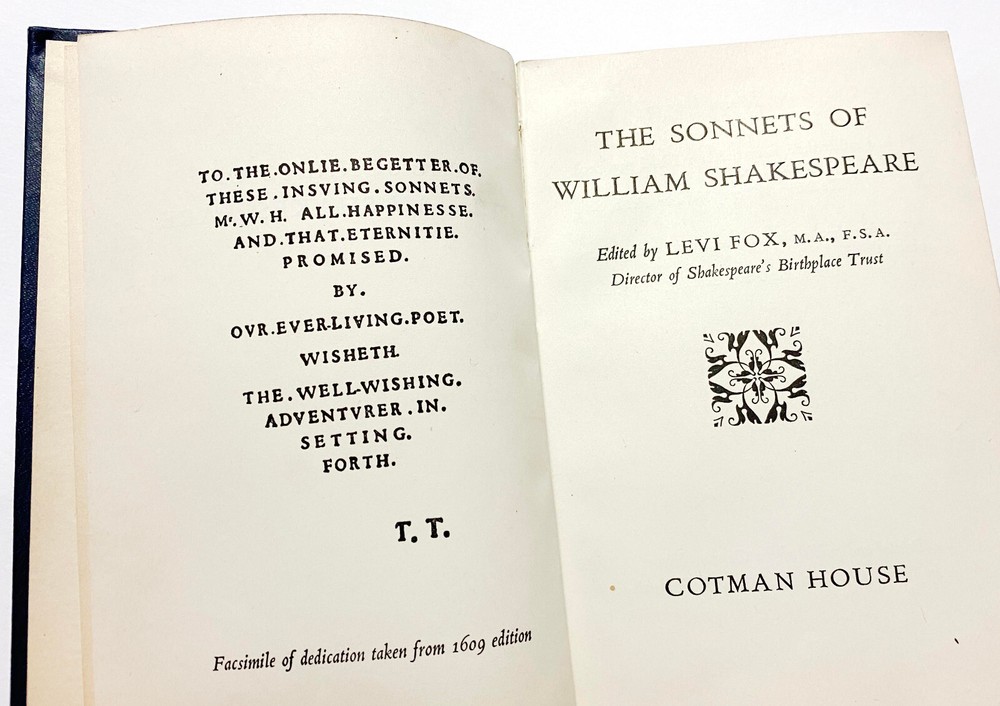 TO.THE.ONLIE.BEGETTER.OF.
THESE.INSVING.SONNETS.
Mr.W.H. ALL.HAPPINESSE.
AND.THAT.ETERNITIE.
PROMISED.
BY.
OVR.EVER-LIVING.POET.
WISHETH.
THE.WELL-WISHING.
ADVENTVRER.IN.
SETTING.
FORTH.
T. T.
Facsimile of dedication taken from 1609 edition
THE SONNETS OF
WILLIAM SHAKESPEARE
Edited by LEVI FOX, M.A., F.S.A.
Director of Shakespeare's Birthplace Trust
COTMAN HOUSE